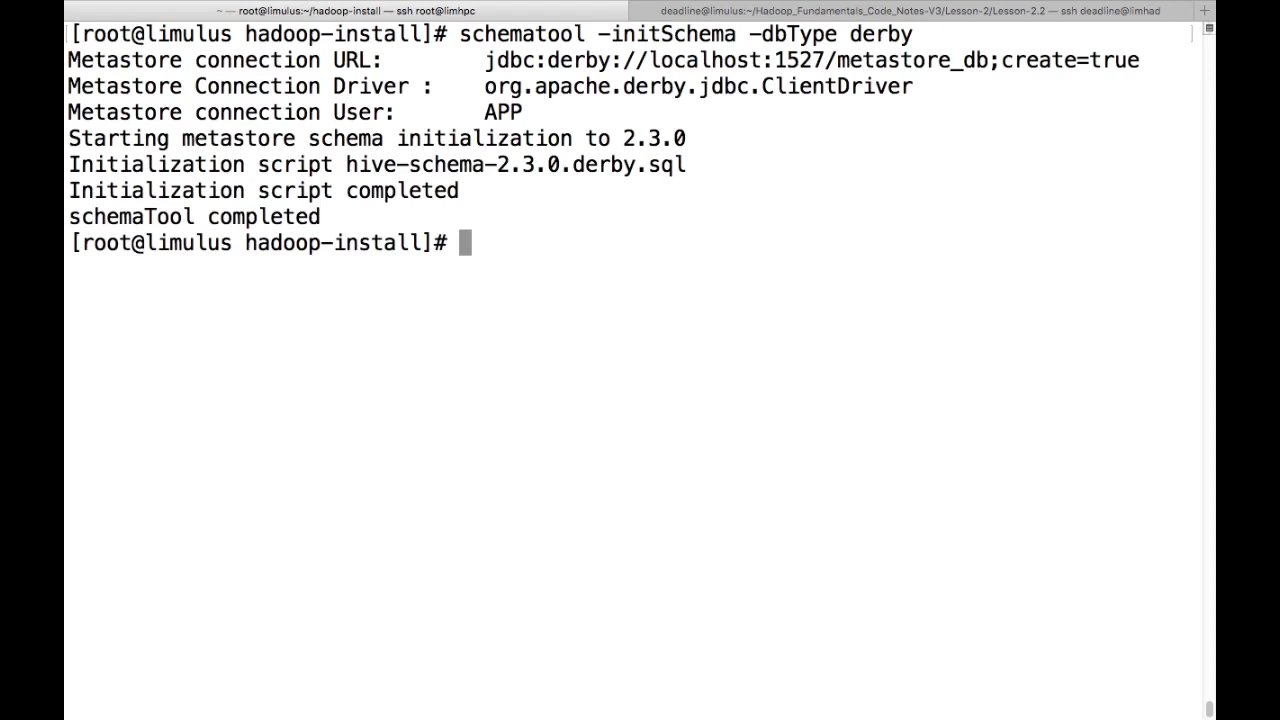 ~ — root@limulus:~/hadoop-install — ssh root@limhpc
deadline@limulus:~/Hadoop_Fundamentals_Code_Notes-V3/Lesson-2/Lesson-2.2 — ssh deadline@limhad
[root@limulus hadoop-install]# schematool -initSchema -dbType derby
Metastore connection URL: jdbc:derby://localhost:1527/metastore_db;create=true
Metastore Connection Driver : org.apache.derby.jdbc.ClientDriver
Metastore connection User: APP
Starting metastore schema initialization to 2.3.0
Initialization script hive-schema-2.3.0.derby.sql
Initialization script completed
schemaTool completed
[root@limulus hadoop-install]#